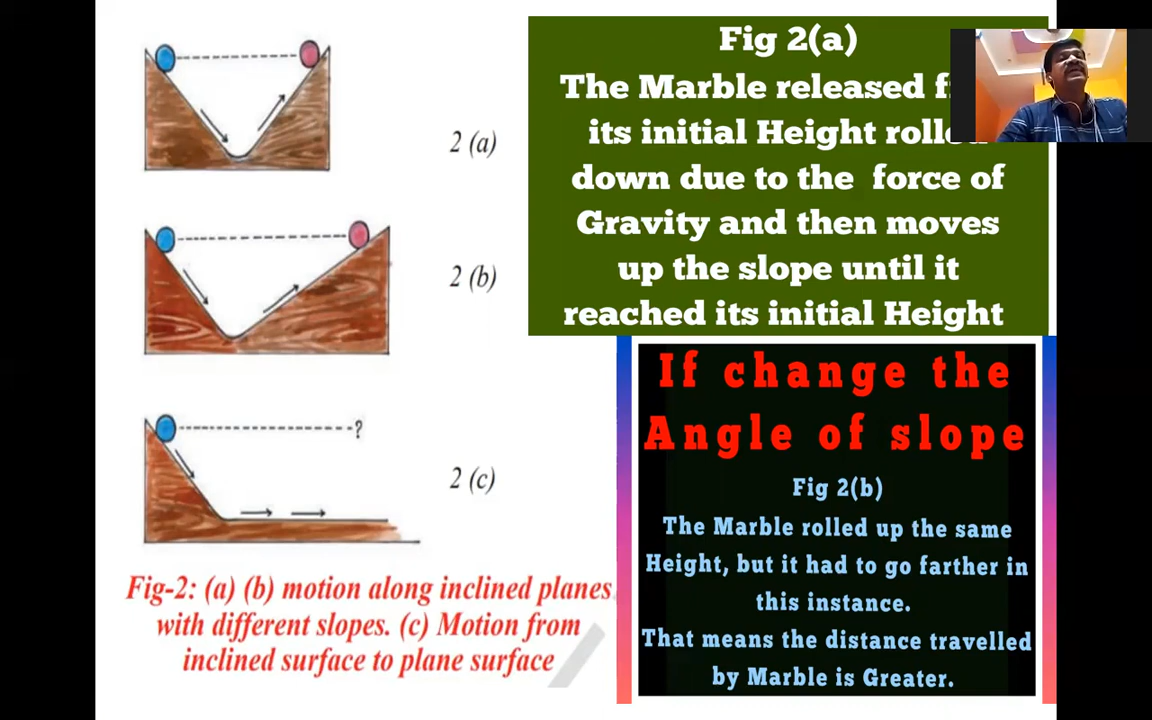 2 (a)
2 (b)
?
2 (c)
Fig-2: (a) (b) motion along inclined planes
with different slopes. (c) Motion from
inclined surface to plane surface
Fig 2(a)
The Marble released
its initial Height
down due to the force of
Gravity and then moves
up the slope until it
reached its initial Height
If change the
Angle of slope
Fig 2(b)
The Marble rolled up the same
Height, but it had to go farther in
this instance.
That means the distance travelled
by Marble is Greater.